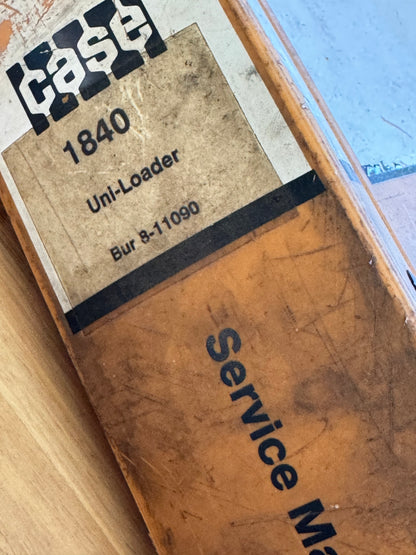 case
1840
Uni-Loader
Bur 8-11090
Service Ma